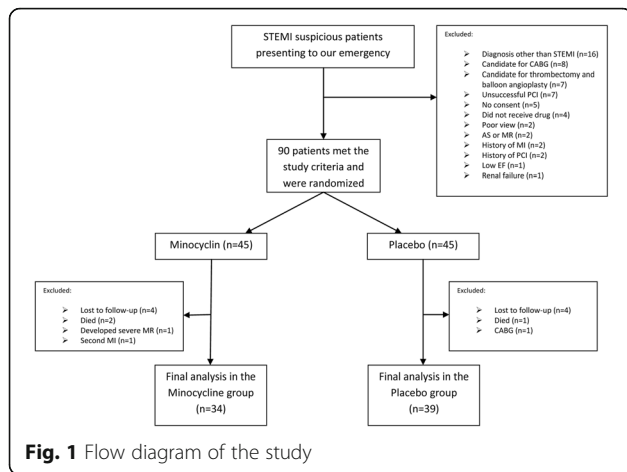 STEMI suspicious patients
presenting to our emergency
Excluded:
➢ Diagnosis other than STEMI (n=16)
➢ Candidate for CABG (n=8)
➢ Candidate for thrombectomy and
balloon angioplasty (n=7)
➢ Unsuccessful PCI (n=7)
➢ No consent (n=5)
➢ Did not receive drug (n=4)
➢ Poor view (n=2)
➢ AS or MR (n=2)
➢ History of MI (n=2)
➢ History of PCI (n=2)
➢ Low EF (n=1)
➢ Renal failure (n=1)
90 patients met the
study criteria and
were randomized
Minocyclin (n=45)
Placebo (n=45)
Excluded:
➢ Lost to follow-up (n=4)
➢ Died (n=2)
➢ Developed severe MR (n=1)
➢ Second MI (n=1)
Excluded:
➢ Lost to follow-up (n=4)
➢ Died (n=1)
➢ CABG (n=1)
Final analysis in the
Minocycline group
(n=34)
Final analysis in the
Placebo group
(n=39)
Fig. 1 Flow diagram of the study